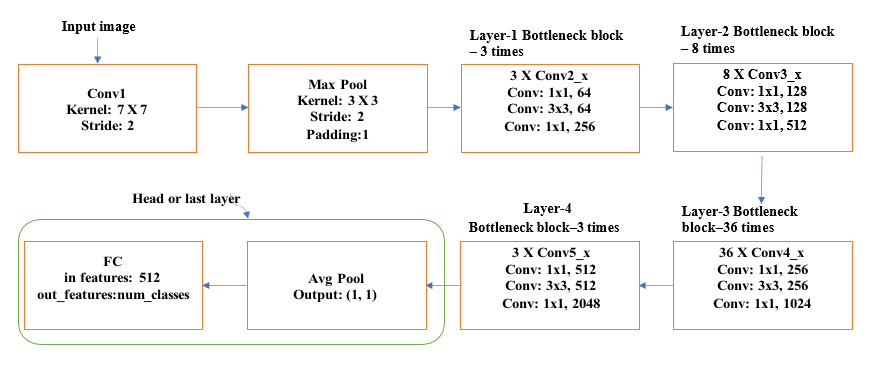 Input image
Conv1
Kernel: 7 X 7
Stride: 2
Max Pool
Kernel: 3 X 3
Stride: 2
Padding:1
Layer-1 Bottleneck block
– 3 times
3 X Conv2_x
Conv: 1x1, 64
Conv: 3x3, 64
Conv: 1x1, 256
Layer-2 Bottleneck block
– 8 times
8 X Conv3_x
Conv: 1x1, 128
Conv: 3x3, 128
Conv: 1x1, 512
Layer-3 Bottleneck
block–36 times
36 X Conv4_x
Conv: 1x1, 256
Conv: 3x3, 256
Conv: 1x1, 1024
Layer-4
Bottleneck block–3 times
3 X Conv5_x
Conv: 1x1, 512
Conv: 3x3, 512
Conv: 1x1, 2048
Head or last layer
Avg Pool
Output: (1, 1)
FC
in features: 512
out_features:num_classes